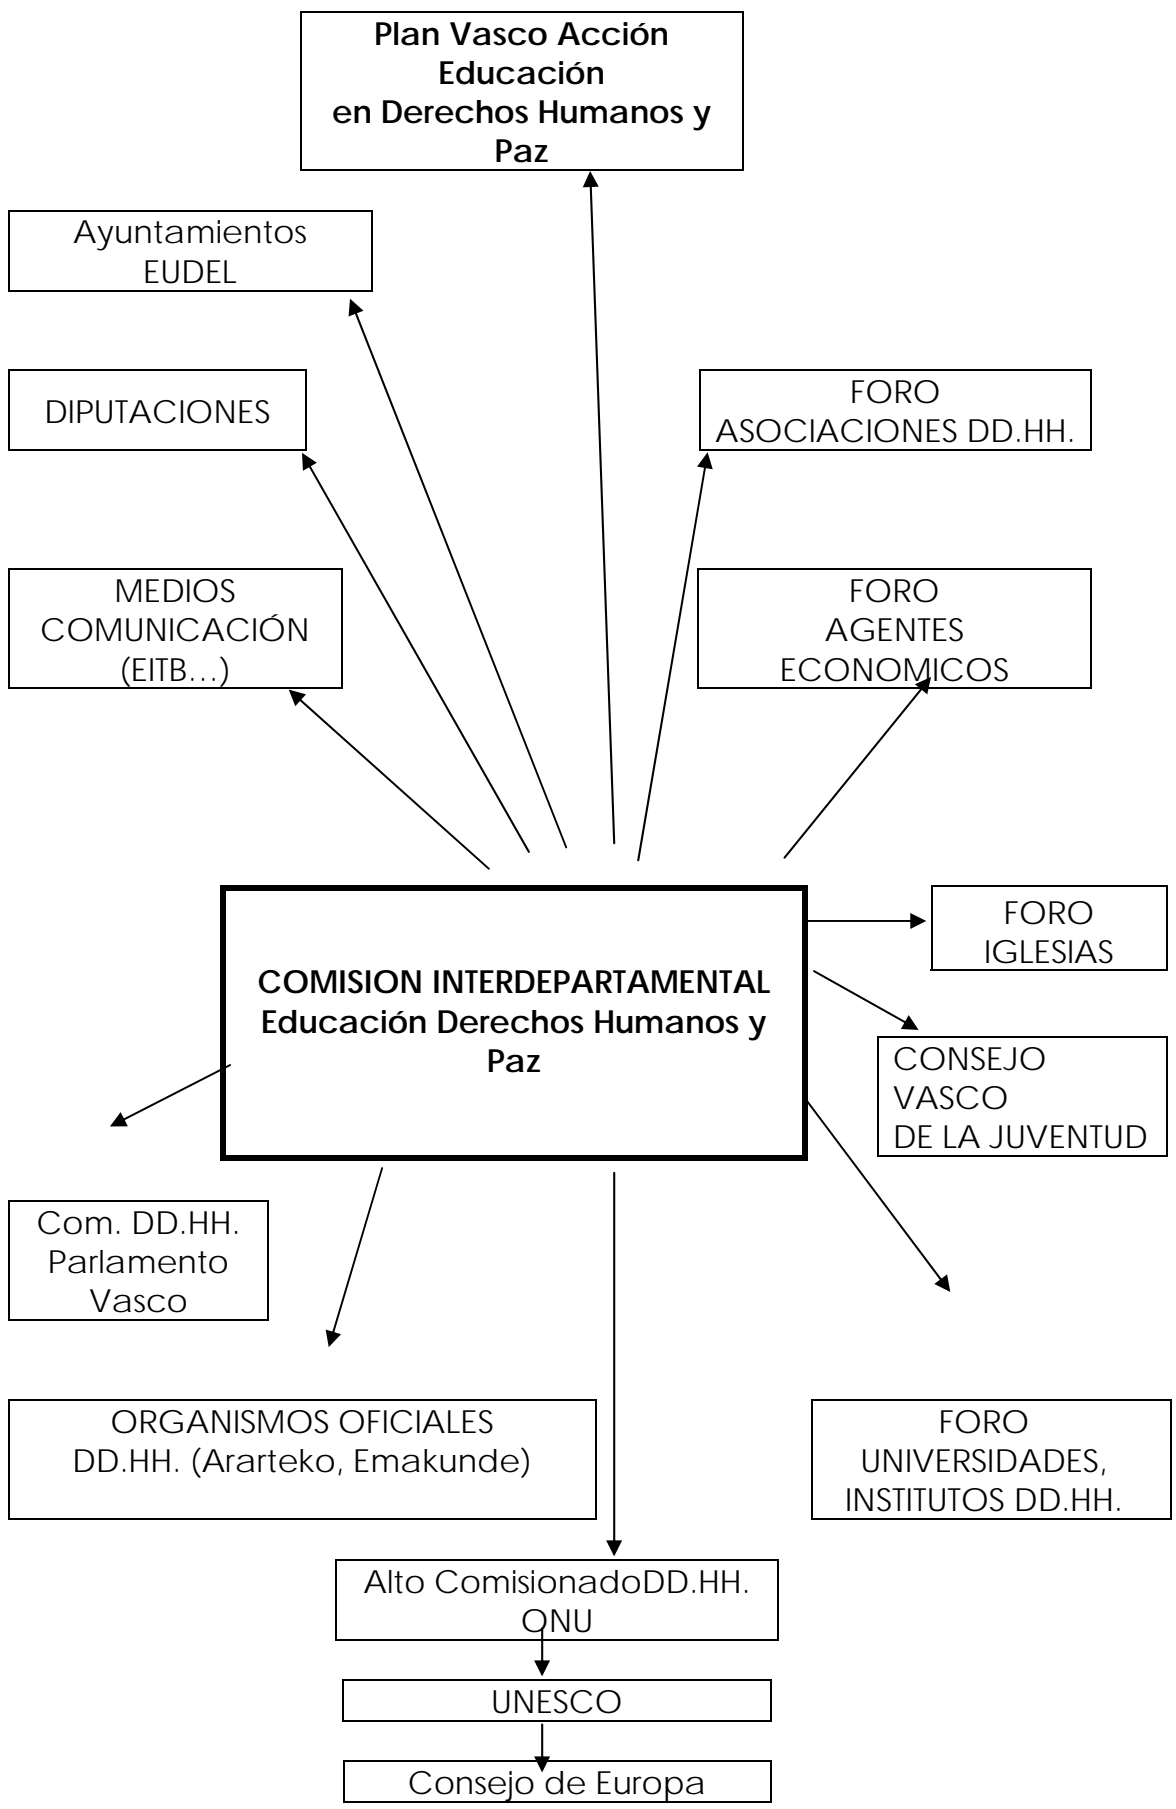 Plan Vasco Acción
Educación
en Derechos Humanos y
Paz
Ayuntamientos
EUDEL
DIPUTACIONES
FORO
ASOCIACIONES DD.HH.
MEDIOS
COMUNICACIÓN
(EITB…)
FORO
AGENTES
ECONOMICOS
COMISION INTERDEPARTAMENTAL
Educación Derechos Humanos y
Paz
FORO
IGLESIAS
CONSEJO
VASCO
DE LA JUVENTUD
Com. DD.HH.
Parlamento
Vasco
ORGANISMOS OFICIALES
DD.HH. (Ararteko, Emakunde)
FORO
UNIVERSIDADES,
INSTITUTOS DD.HH.
Alto ComisionadoDD.HH.
ONU
UNESCO
Consejo de Europa